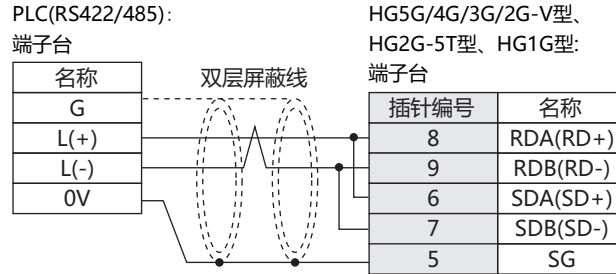 PLC(RS422/485):
端子台
名称
G
L(+)
L(-)
0V
双层屏蔽线
HG5G/4G/3G/2G-V型、
HG2G-5T型、HG1G型:
端子台
插针编号 名称
8 RDA(RD+)
9 RDB(RD-)
6 SDA(SD+)
7 SDB(SD-)
5 SG